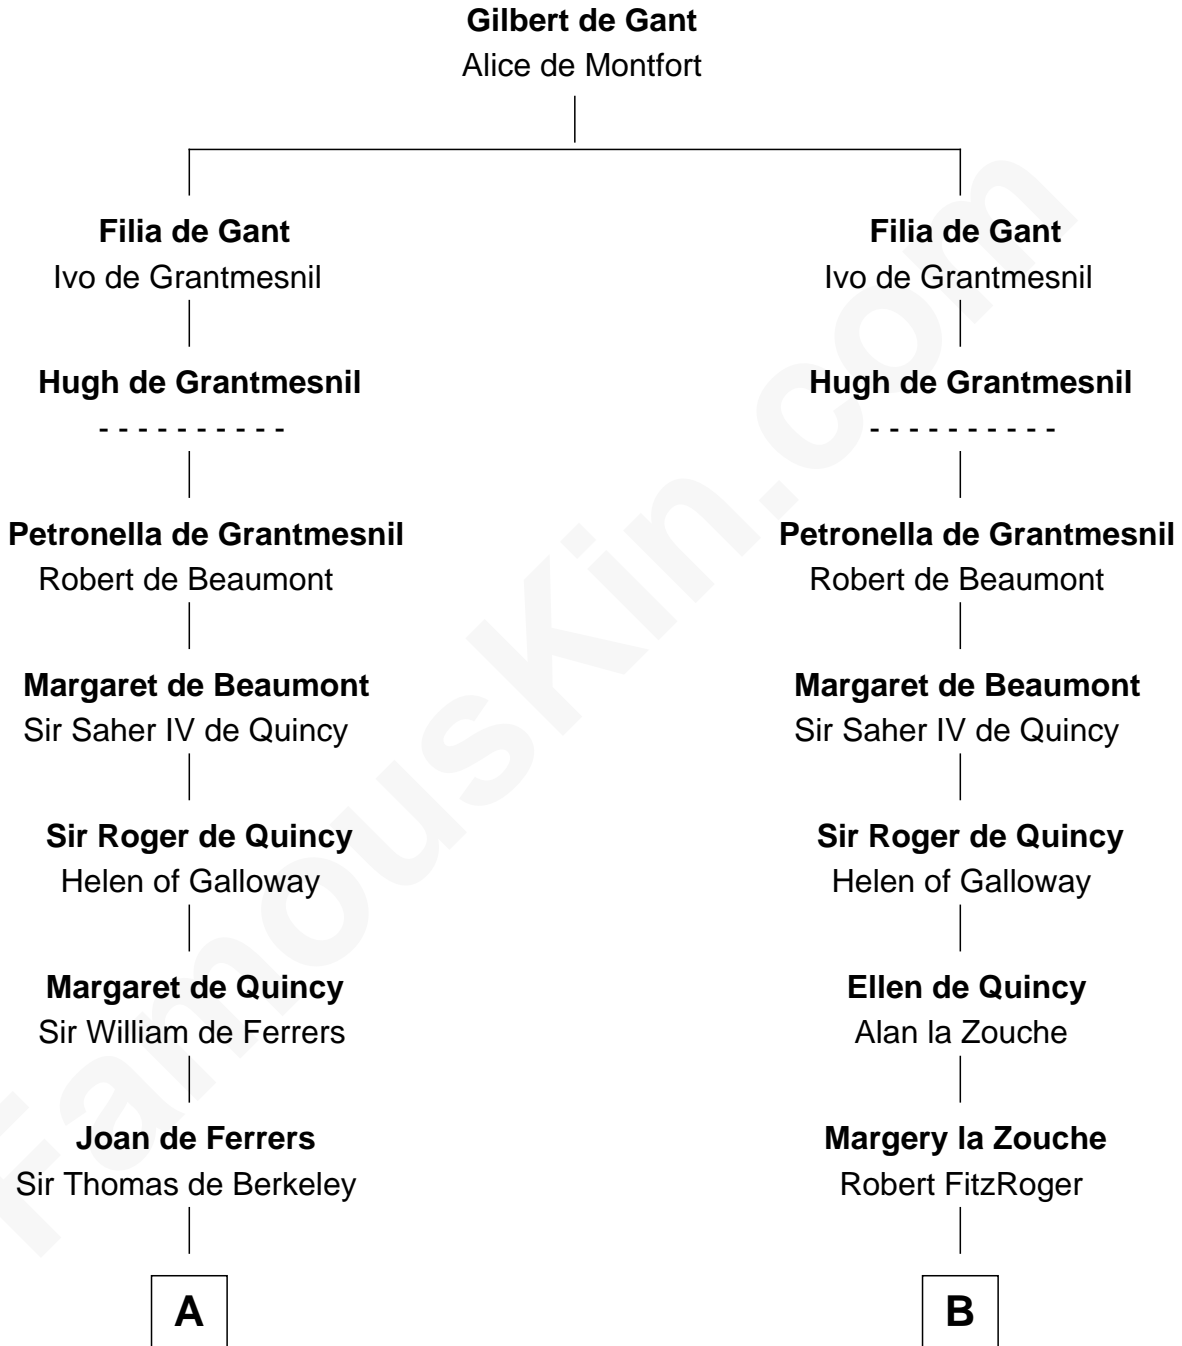 Gilbert de Gant
Alice de Montfort
Filia de Gant
Ivo de Grantmesnil
Filia de Gant
Ivo de Grantmesnil
Hugh de Grantmesnil
- - - - - - - - - -
Hugh de Grantmesnil
- - - - - - - - - -
Petronella de Grantmesnil
Robert de Beaumont
Petronella de Grantmesnil
Robert de Beaumont
Margaret de Beaumont
Sir Saher IV de Quincy
Margaret de Beaumont
Sir Saher IV de Quincy
Sir Roger de Quincy
Helen of Galloway
Sir Roger de Quincy
Helen of Galloway
Margaret de Quincy
Sir William de Ferrers
Ellen de Quincy
Alan la Zouche
Joan de Ferrers
Sir Thomas de Berkeley
Margery la Zouche
Robert FitzRoger
A
B
FamousKin.com